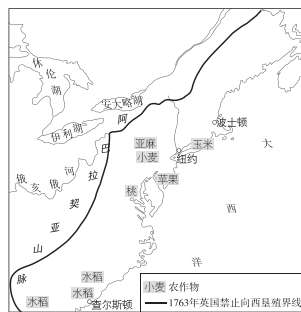 休伦湖
安大略湖
伊利湖
俄亥俄河
阿巴拉契亚山脉
波士顿
亚麻
玉米
小麦
纽约
苹果
桃
大西洋
水稻
水稻
水稻
查尔斯顿
小麦 农作物
1763年英国禁止向西垦殖界线